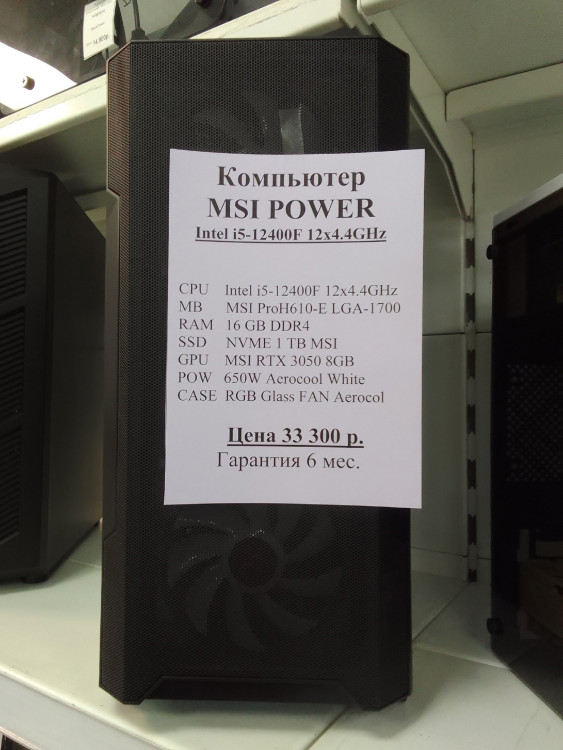 Компьютер
MSI POWER
Intel i5-12400F 12x4.4GHz
CPU Intel i5-12400F 12x4.4GHz
MB MSI ProH610-E LGA-1700
RAM 16 GB DDR4
SSD NVME 1 TB MSI
GPU MSI RTX 3050 8GB
POW 650W Aerocool White
CASE RGB Glass FAN Aerocol
Цена 33 300 р.
Гарантия 6 мес.